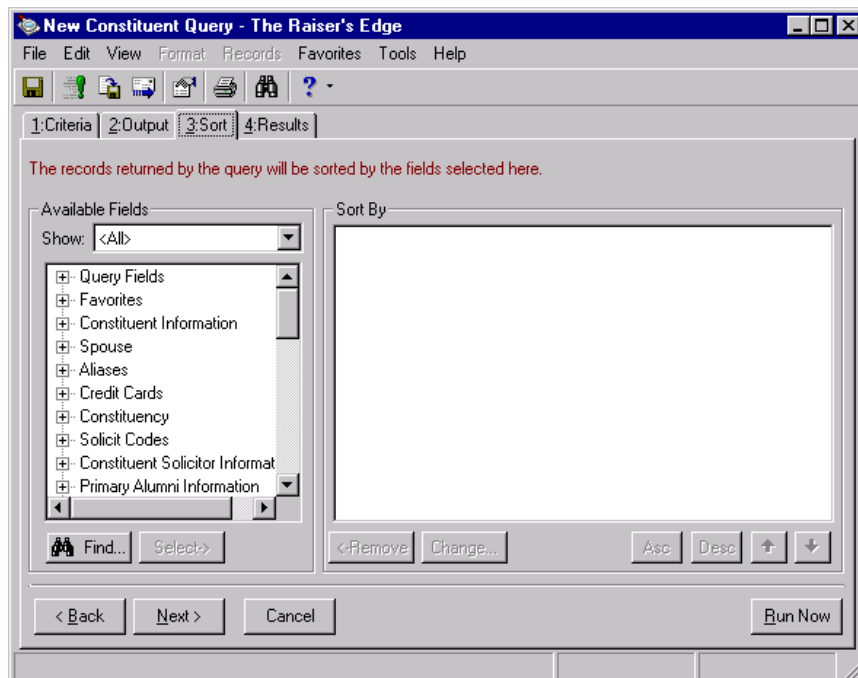 New Constituent Query - The Raiser's Edge
File Edit View Format Records Favorites Tools Help
?
1:Criteria 2:Output 3:Sort 4:Results
The records returned by the query will be sorted by the fields selected here.
Available Fields
Show: <All>
Query Fields
Favorites
Constituent Information
Spouse
Aliases
Credit Cards
Constituency
Solicit Codes
Constituent Solicitor Informat
Primary Alumni Information
Find... Select->
Sort By
<-Remove Change... Asc Desc
< Back Next > Cancel Run Now